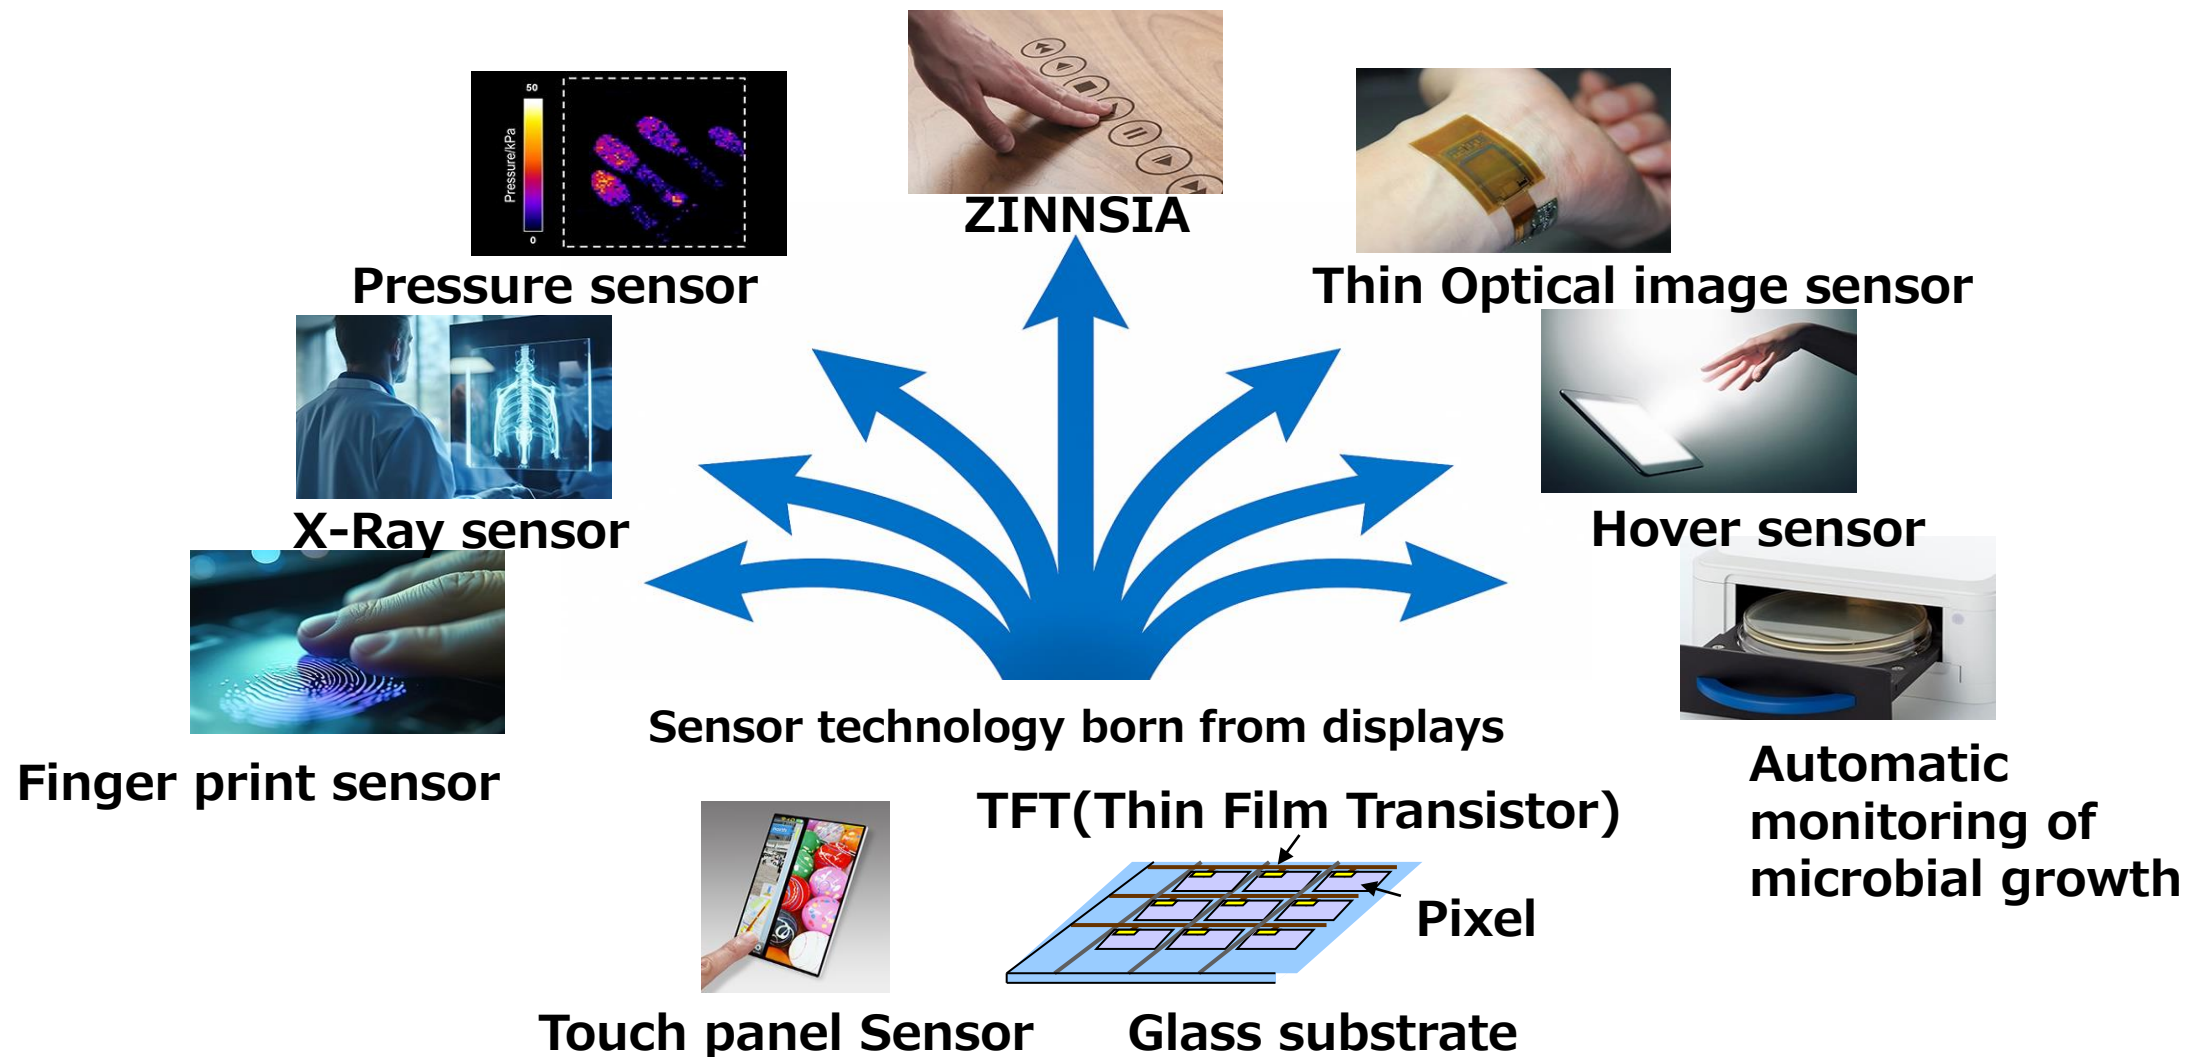 ZINNSIA
50
Pressure/kPa
0
Pressure sensor
Thin Optical image sensor
X-Ray sensor
Hover sensor
Finger print sensor
Sensor technology born from displays
Automatic
monitoring of
microbial growth
TFT(Thin Film Transistor)
Pixel
Touch panel Sensor
Glass substrate